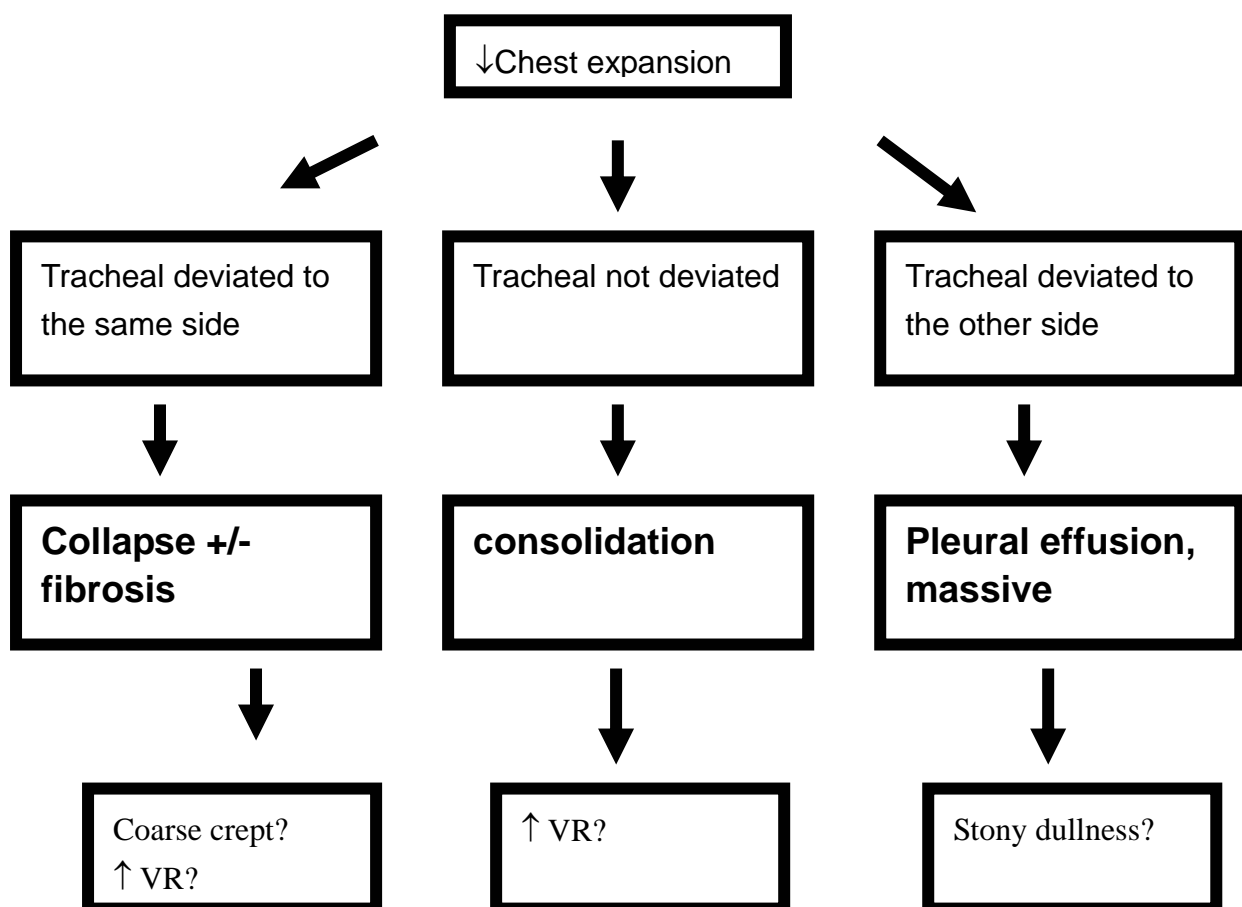 ↓Chest expansion
Tracheal deviated to
the same side
Tracheal not deviated
Tracheal deviated to
the other side
Collapse +/-
fibrosis
consolidation
Pleural effusion,
massive
Coarse crept?
↑ VR?
↑ VR?
Stony dullness?